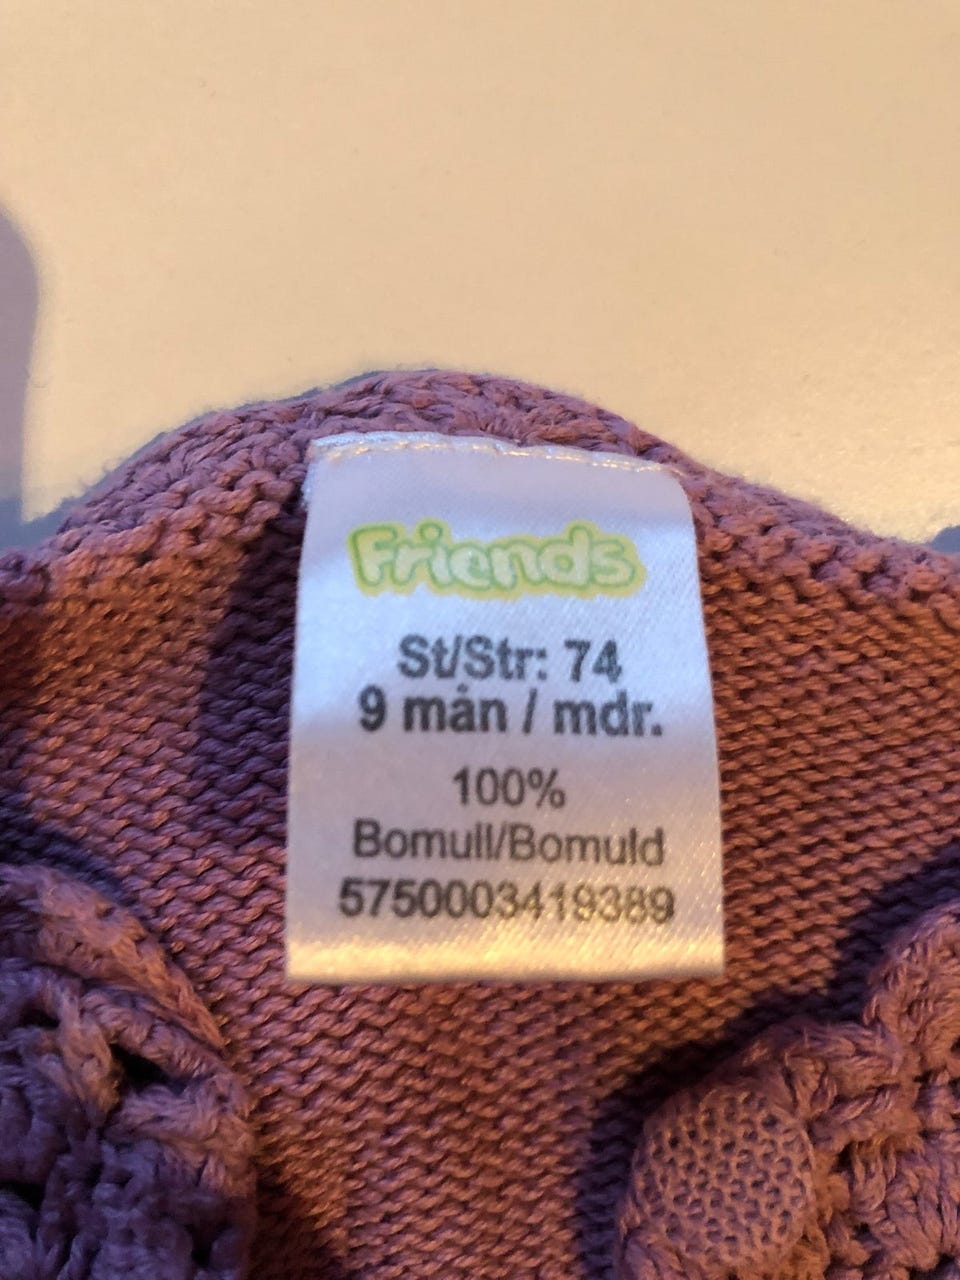 Friends
St/Str: 74
9 mån / mdr.
100%
Bomull/Bomuld
5750003419389